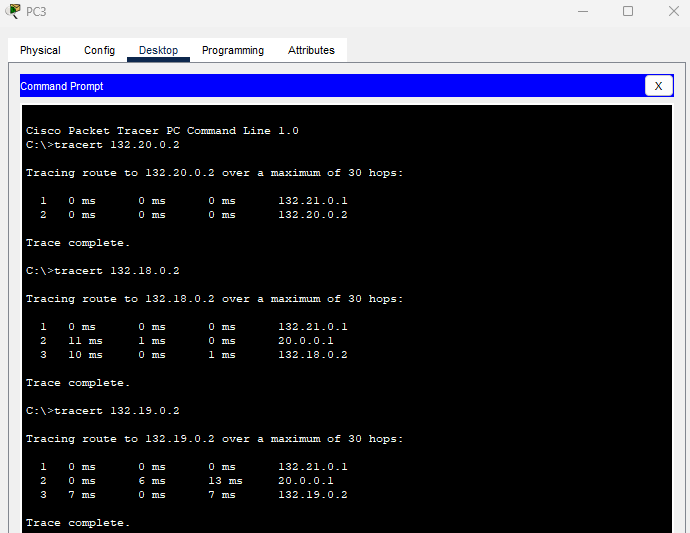 PC3
Physical Config Desktop Programming Attributes
Command Prompt X
Cisco Packet Tracer PC Command Line 1.0
C:\>tracert 132.20.0.2
Tracing route to 132.20.0.2 over a maximum of 30 hops:
1 0 ms 0 ms 0 ms 132.21.0.1
2 0 ms 0 ms 0 ms 132.20.0.2
Trace complete.
C:\>tracert 132.18.0.2
Tracing route to 132.18.0.2 over a maximum of 30 hops:
1 0 ms 0 ms 0 ms 132.21.0.1
2 11 ms 1 ms 0 ms 20.0.0.1
3 10 ms 0 ms 1 ms 132.18.0.2
Trace complete.
C:\>tracert 132.19.0.2
Tracing route to 132.19.0.2 over a maximum of 30 hops:
1 0 ms 0 ms 0 ms 132.21.0.1
2 0 ms 6 ms 13 ms 20.0.0.1
3 7 ms 0 ms 7 ms 132.19.0.2
Trace complete.